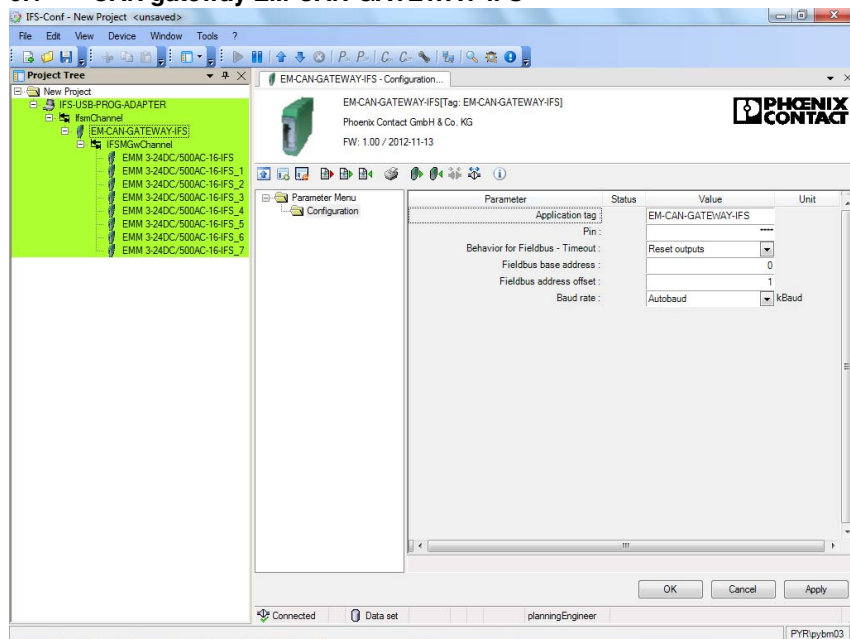 IFS-Conf - New Project <unsaved>
File Edit View Device Window Tools ?
Project Tree
New Project
IFS-USB-PROG-ADAPTER
IfsmChannel
EM-CAN-GATEWAY-IFS
IFSMGwChannel
EMM 3-24DC/500AC-16-IFS
EMM 3-24DC/500AC-16-IFS_1
EMM 3-24DC/500AC-16-IFS_2
EMM 3-24DC/500AC-16-IFS_3
EMM 3-24DC/500AC-16-IFS_4
EMM 3-24DC/500AC-16-IFS_5
EMM 3-24DC/500AC-16-IFS_6
EMM 3-24DC/500AC-16-IFS_7
EM-CAN-GATEWAY-IFS - Configuration...
EM-CAN-GATEWAY-IFS[Tag: EM-CAN-GATEWAY-IFS]
Phoenix Contact GmbH & Co. KG
FW: 1.00 / 2012-11-13
PHŒNIX
CONTACT
Parameter Menu
Configuration
Parameter Status Value Unit
Application tag : EM-CAN-GATEWAY-IFS
Pin : ----
Behavior for Fieldbus - Timeout : Reset outputs
Fieldbus base address : 0
Fieldbus address offset : 1
Baud rate : Autobaud kBaud
OK Cancel Apply
Connected Data set planningEngineer
PYR\pybm03